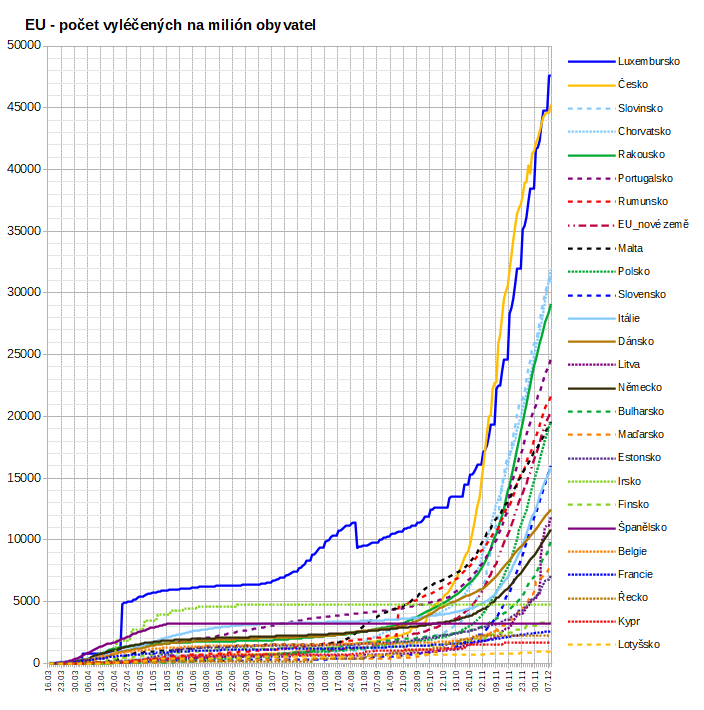 EU - počet vyléčených na milión obyvatel
50000
45000
40000
35000
30000
25000
20000
15000
10000
5000
0
Luxembursko
Česko
Slovinsko
Chorvatsko
Rakousko
Portugalsko
Rumunsko
EU_nové země
Malta
Polsko
Slovensko
Itálie
Dánsko
Litva
Německo
Bulharsko
Maďarsko
Estonsko
Irsko
Finsko
Španělsko
Belgie
Francie
Řecko
Kypr
Lotyšsko
16.03 23.03 30.03 06.04 13.04 20.04 27.04 04.05 11.05 18.05 25.05 01.06 08.06 15.06 22.06 29.06 06.07 13.07 20.07 27.07 03.08 10.08 17.08 24.08 31.08 07.09 14.09 21.09 28.09 05.10 12.10 19.10 26.10 02.11 09.11 16.11 23.11 30.11 07.12